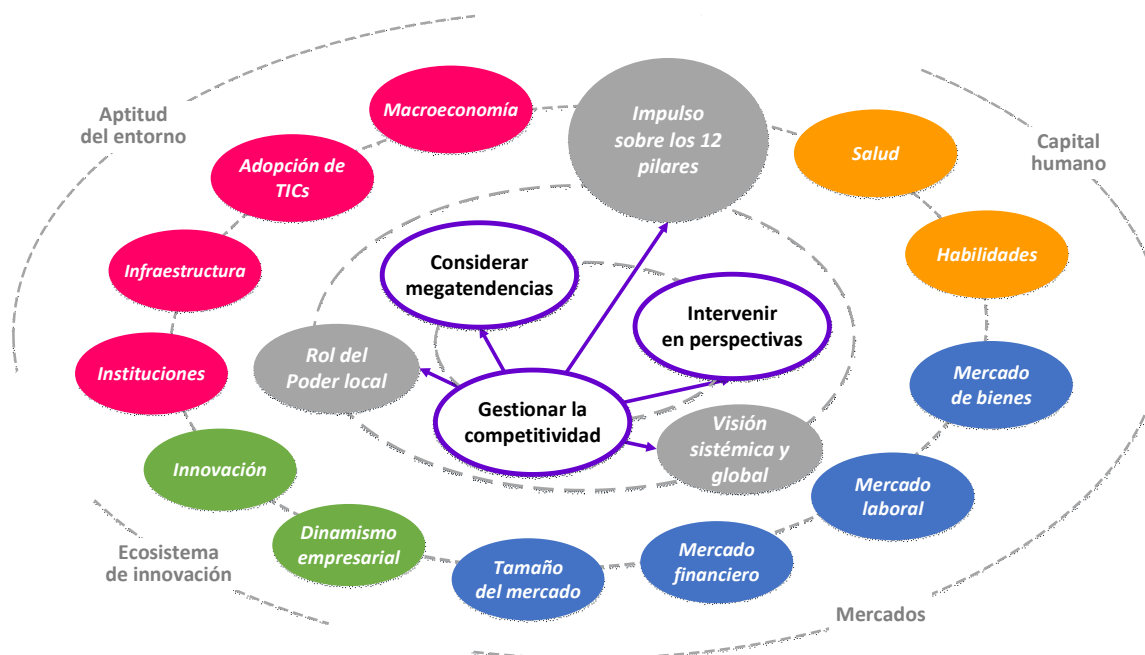 Aptitud
del entorno
Macroeconomía
Impulso
sobre los 12
pilares
Capital
humano
Salud
Adopción de
TICs
Infraestructura
Considerar
megatendencias
Habilidades
Intervenir
en perspectivas
Instituciones
Rol del
Poder local
Gestionar la
competitividad
Mercado
de bienes
Visión
sistémica y
global
Innovación
Mercado
laboral
Dinamismo
empresarial
Ecosistema
de innovación
Tamaño
del mercado
Mercado
financiero
Mercados